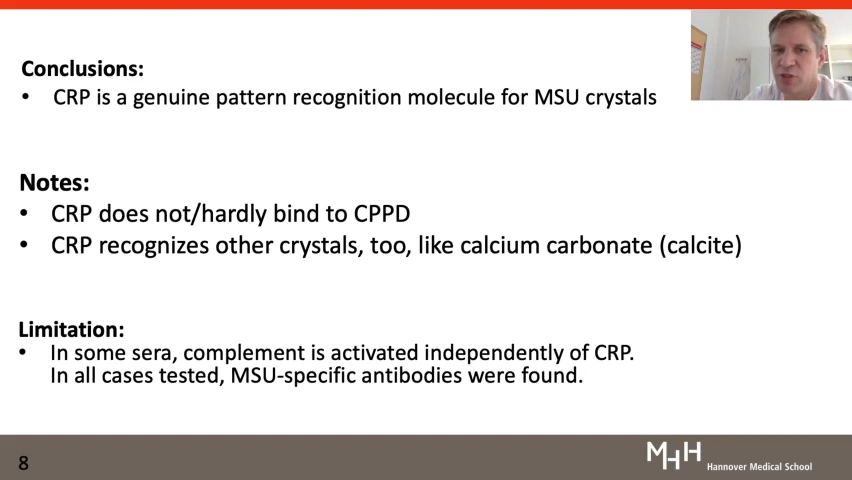 Conclusions:
• CRP is a genuine pattern recognition molecule for MSU crystals
Notes:
• CRP does not/hardly bind to CPPD
• CRP recognizes other crystals, too, like calcium carbonate (calcite)
Limitation:
• In some sera, complement is activated independently of CRP.
In all cases tested, MSU-specific antibodies were found.
8
MHH Hannover Medical School